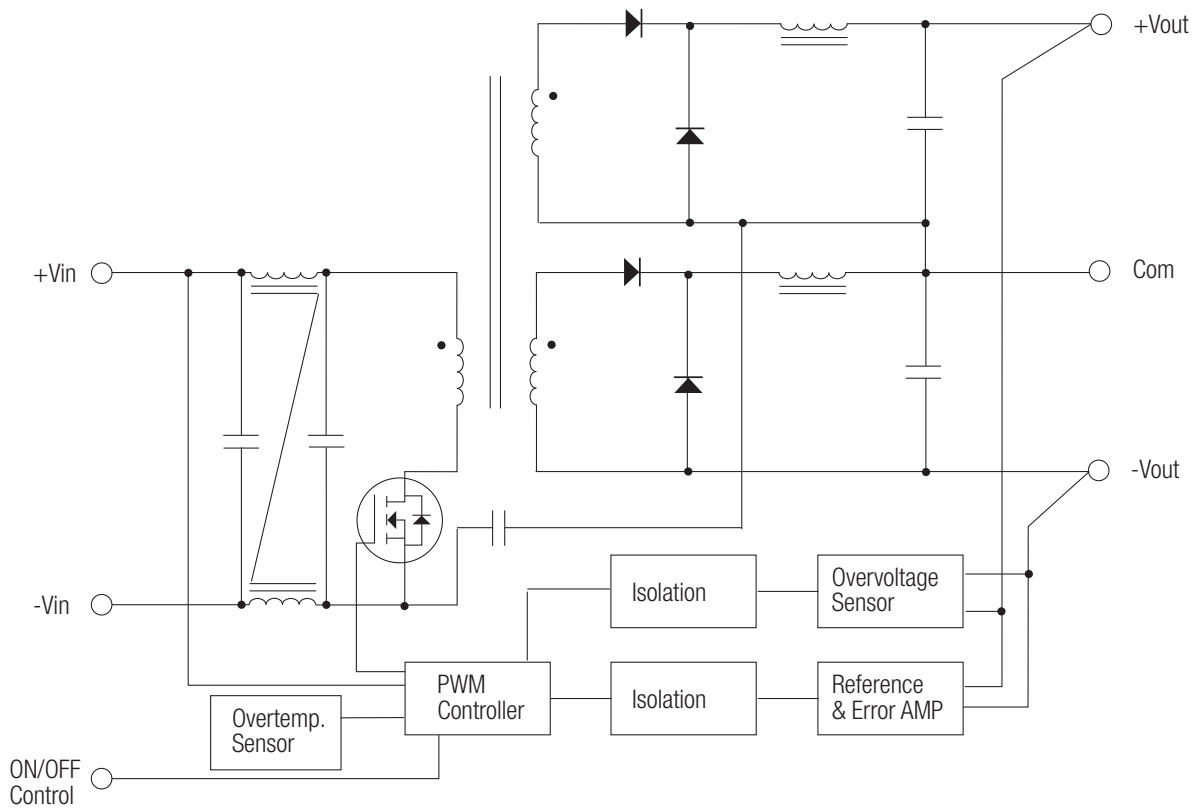 +Vout
+Vin
Com
-Vout
-Vin
Isolation
Overvoltage
Sensor
PWM
Controller
Isolation
Reference
& Error AMP
Overtemp.
Sensor
ON/OFF
Control